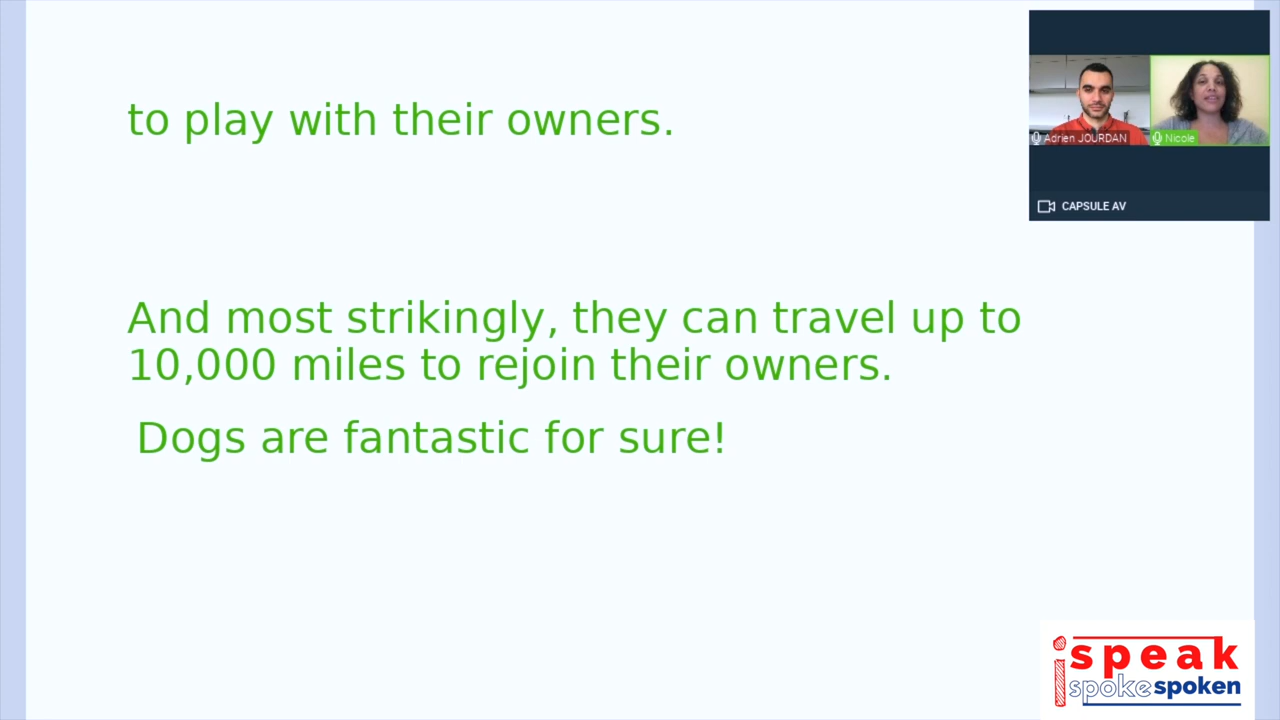 to play with their owners.
Adrien JOURDAN
Nicole
CAPSULE AV
And most strikingly, they can travel up to
10,000 miles to rejoin their owners.
Dogs are fantastic for sure!
ispeak
spoke spoken